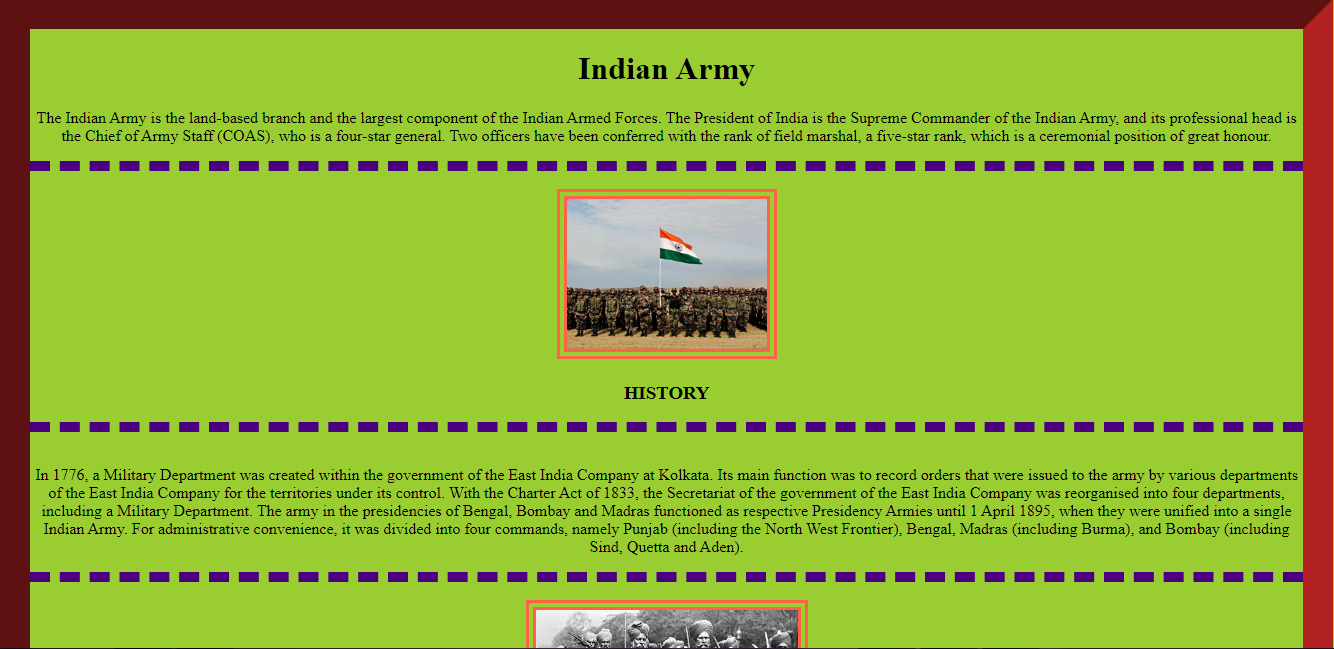 Indian Army
The Indian Army is the land-based branch and the largest component of the Indian Armed Forces. The President of India is the Supreme Commander of the Indian Army, and its professional head is
the Chief of Army Staff (COAS), who is a four-star general. Two officers have been conferred with the rank of field marshal, a five-star rank, which is a ceremonial position of great honour.
HISTORY
In 1776, a Military Department was created within the government of the East India Company at Kolkata. Its main function was to record orders that were issued to the army by various departments
of the East India Company for the territories under its control. With the Charter Act of 1833, the Secretariat of the government of the East India Company was reorganised into four departments,
including a Military Department. The army in the presidencies of Bengal, Bombay and Madras functioned as respective Presidency Armies until 1 April 1895, when they were unified into a single
Indian Army. For administrative convenience, it was divided into four commands, namely Punjab (including the North West Frontier), Bengal, Madras (including Burma), and Bombay (including
Sind, Quetta and Aden).